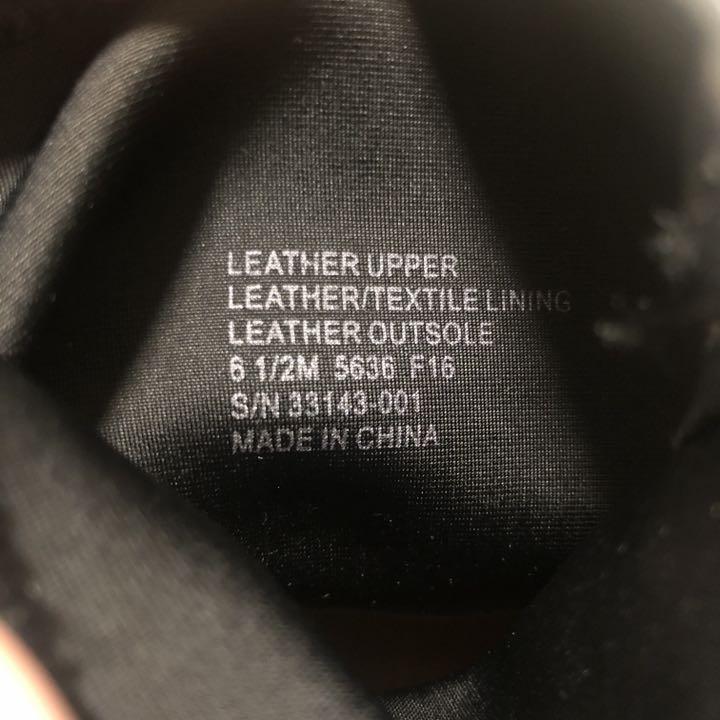 LEATHER UPPER
LEATHER/TEXTILE LINING
LEATHER OUTSOLE
6 1/2M 5636 F16
S/N 33143-001
MADE IN CHINA